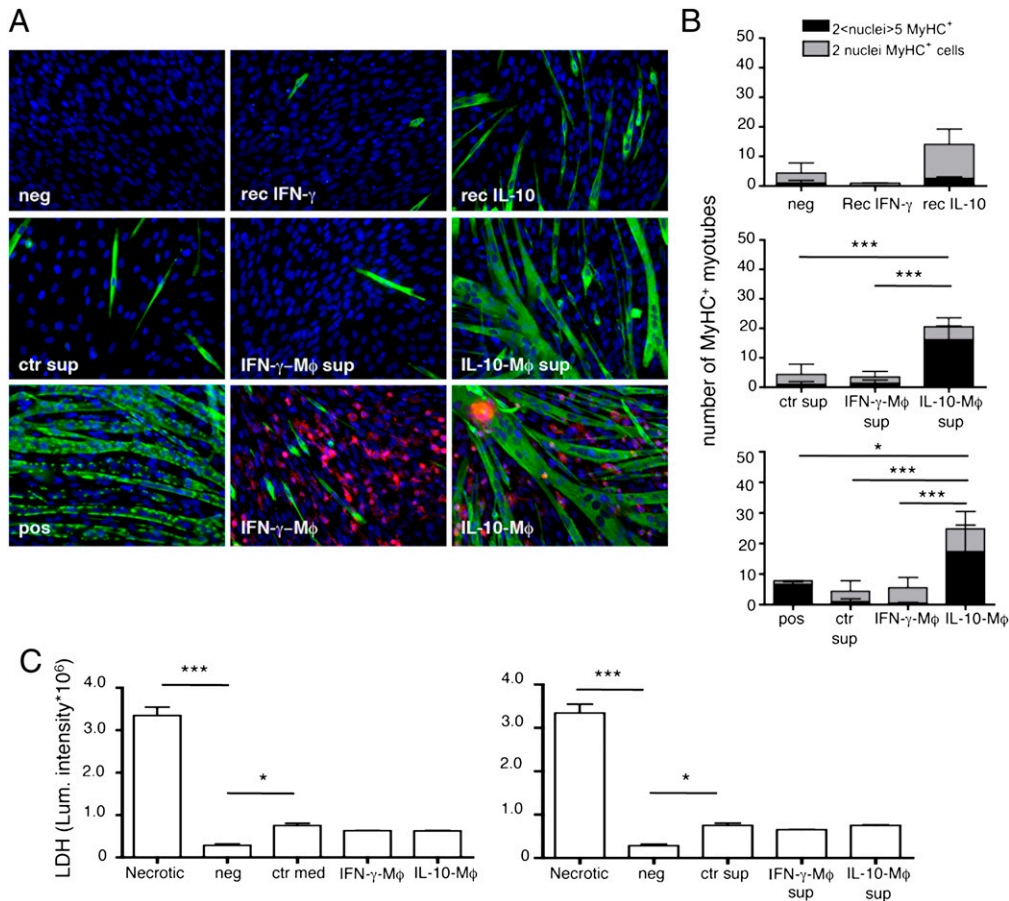 A
neg
rec IFN-γ
rec IL-10
ctr sup
IFN-γ-Mϕ sup
IL-10-Mϕ sup
pos
IFN-γ-Mϕ
IL-10-Mϕ
B
2<nuclei>5 MyHC⁺
2 nuclei MyHC⁺ cells
number of MyHC⁺ myotubes
50
40
30
20
10
0
neg Rec IFN-γ rec IL-10
***
***
50
40
30
20
10
0
ctr sup IFN-γ-Mϕ sup IL-10-Mϕ sup
*
***
***
50
40
30
20
10
0
pos ctr sup IFN-γ-Mϕ IL-10-Mϕ
C
LDH (Lum. intensity*10⁶)
4.0
3.0
2.0
1.0
0
***
*
Necrotic neg ctr med IFN-γ-Mϕ IL-10-Mϕ
4.0
3.0
2.0
1.0
0
***
*
Necrotic neg ctr sup IFN-γ-Mϕ sup IL-10-Mϕ sup